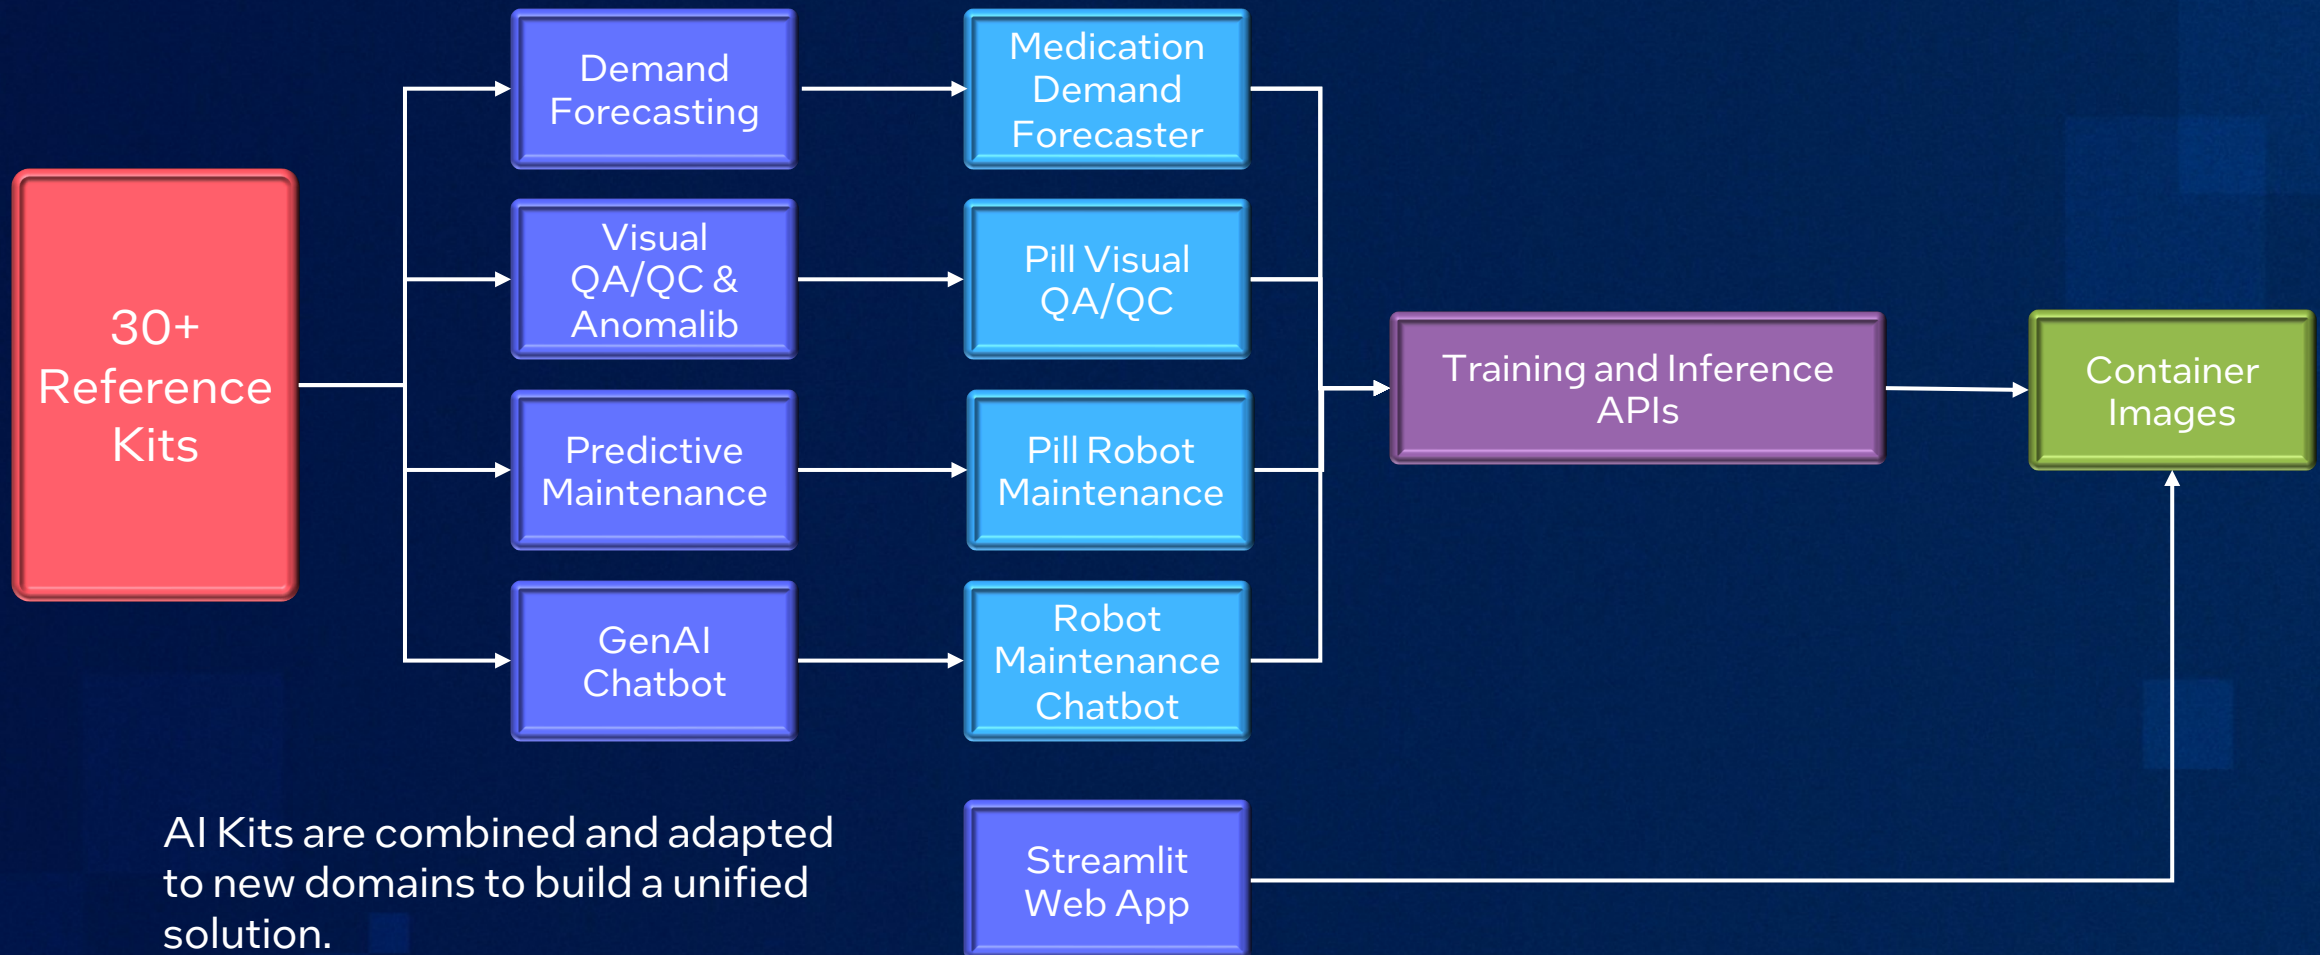 30+
Reference
Kits
Demand
Forecasting
Visual
QA/QC &
Anomalib
Predictive
Maintenance
GenAI
Chatbot
Medication
Demand
Forecaster
Pill Visual
QA/QC
Pill Robot
Maintenance
Robot
Maintenance
Chatbot
Streamlit
Web App
Training and Inference
APIs
Container
Images
AI Kits are combined and adapted
to new domains to build a unified
solution.